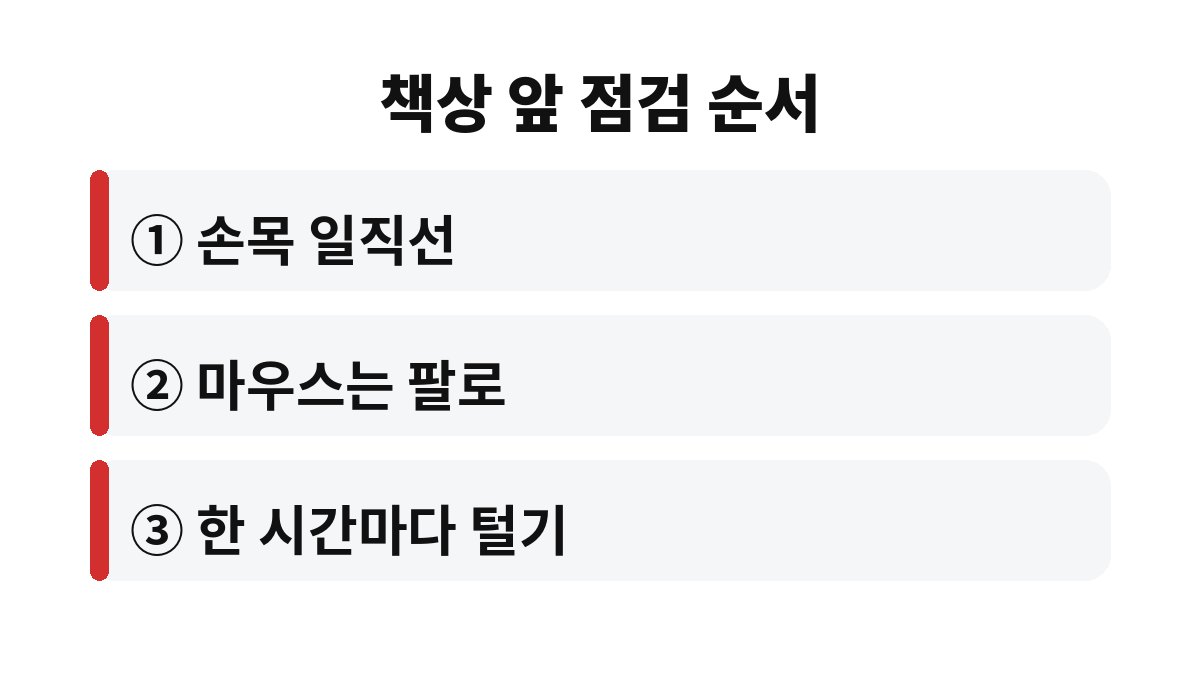 책상 앞 점검 순서
① 손목 일직선
② 마우스는 팔로
③ 한 시간마다 털기